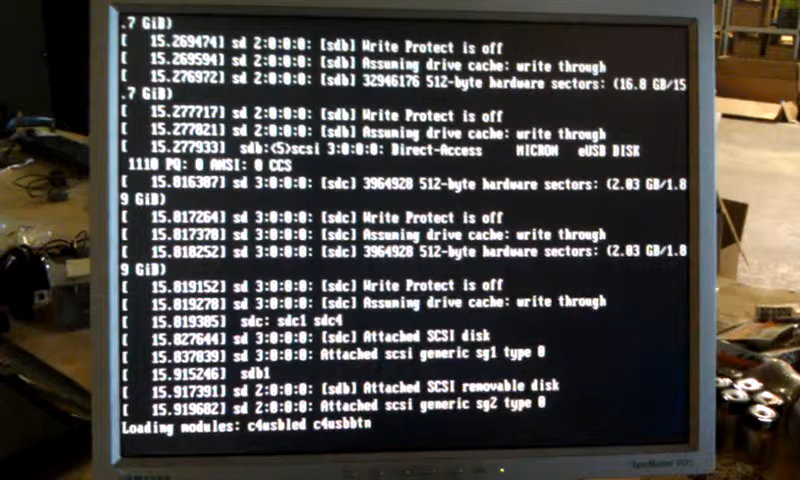 .7 GiB)
[   15.269474] sd 2:0:0:0: [sdb] Write Protect is off
[   15.269594] sd 2:0:0:0: [sdb] Assuming drive cache: write through
[   15.276972] sd 2:0:0:0: [sdb] 32946176 512-byte hardware sectors: (16.8 GB/15
.7 GiB)
[   15.277717] sd 2:0:0:0: [sdb] Write Protect is off
[   15.277821] sd 2:0:0:0: [sdb] Assuming drive cache: write through
[   15.277933]  sdb:<5>scsi 3:0:0:0: Direct-Access     MICRON   eUSB DISK
 1110 PQ: 0 ANSI: 0 CCS
[   15.816387] sd 3:0:0:0: [sdc] 3964928 512-byte hardware sectors: (2.03 GB/1.8
9 GiB)
[   15.817264] sd 3:0:0:0: [sdc] Write Protect is off
[   15.817378] sd 3:0:0:0: [sdc] Assuming drive cache: write through
[   15.818252] sd 3:0:0:0: [sdc] 3964928 512-byte hardware sectors: (2.03 GB/1.8
9 GiB)
[   15.819152] sd 3:0:0:0: [sdc] Write Protect is off
[   15.819278] sd 3:0:0:0: [sdc] Assuming drive cache: write through
[   15.819385]  sdc: sdc1 sdc4
[   15.827644] sd 3:0:0:0: [sdc] Attached SCSI disk
[   15.837839] sd 3:0:0:0: Attached scsi generic sg1 type 0
[   15.915246]  sdb1
[   15.917391] sd 2:0:0:0: [sdb] Attached SCSI removable disk
[   15.919682] sd 2:0:0:0: Attached scsi generic sg2 type 0
Loading modules: c4usbled c4usbbtn